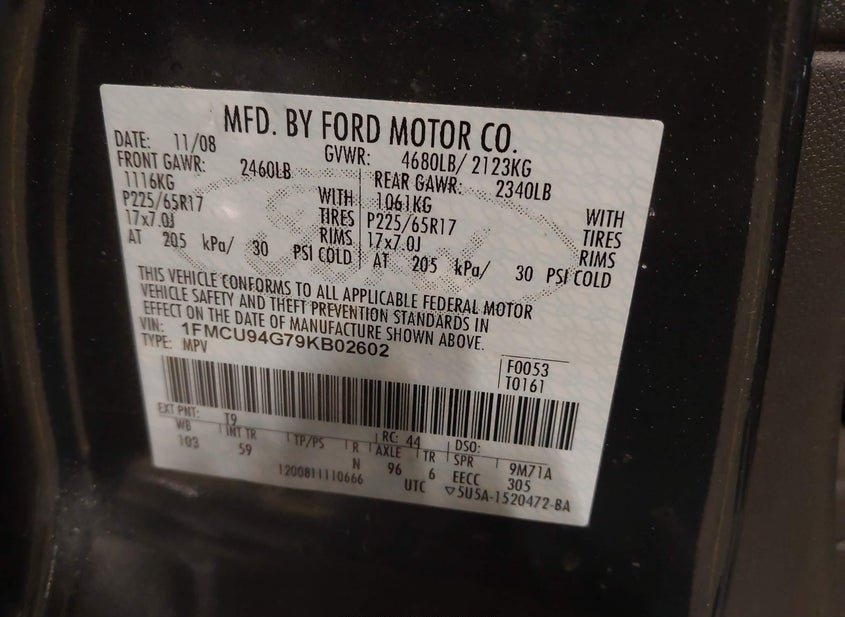 MFD. BY FORD MOTOR CO.
DATE: 11/08 GVWR: 4680LB/ 2123KG
FRONT GAWR: 2460LB REAR GAWR: 2340LB
1116KG WITH 1061KG WITH
P225/65R17 TIRES P225/65R17 TIRES
17x7.0J RIMS 17x7.0J RIMS
AT 205 kPa/ 30 PSI COLD AT 205 kPa/ 30 PSI COLD
THIS VEHICLE CONFORMS TO ALL APPLICABLE FEDERAL MOTOR
VEHICLE SAFETY AND THEFT PREVENTION STANDARDS IN
EFFECT ON THE DATE OF MANUFACTURE SHOWN ABOVE.
VIN: 1FMCU94G79KB02602
TYPE: MPV
F0053
T0161
EXT PNT: T9 RC: 44 DSO:
WB INT TR TP/PS R AXLE TR SPR 9M71A
103 59 N 96 6 EECC 305
1200811110666 UTC ▽5U5A-1520472-BA